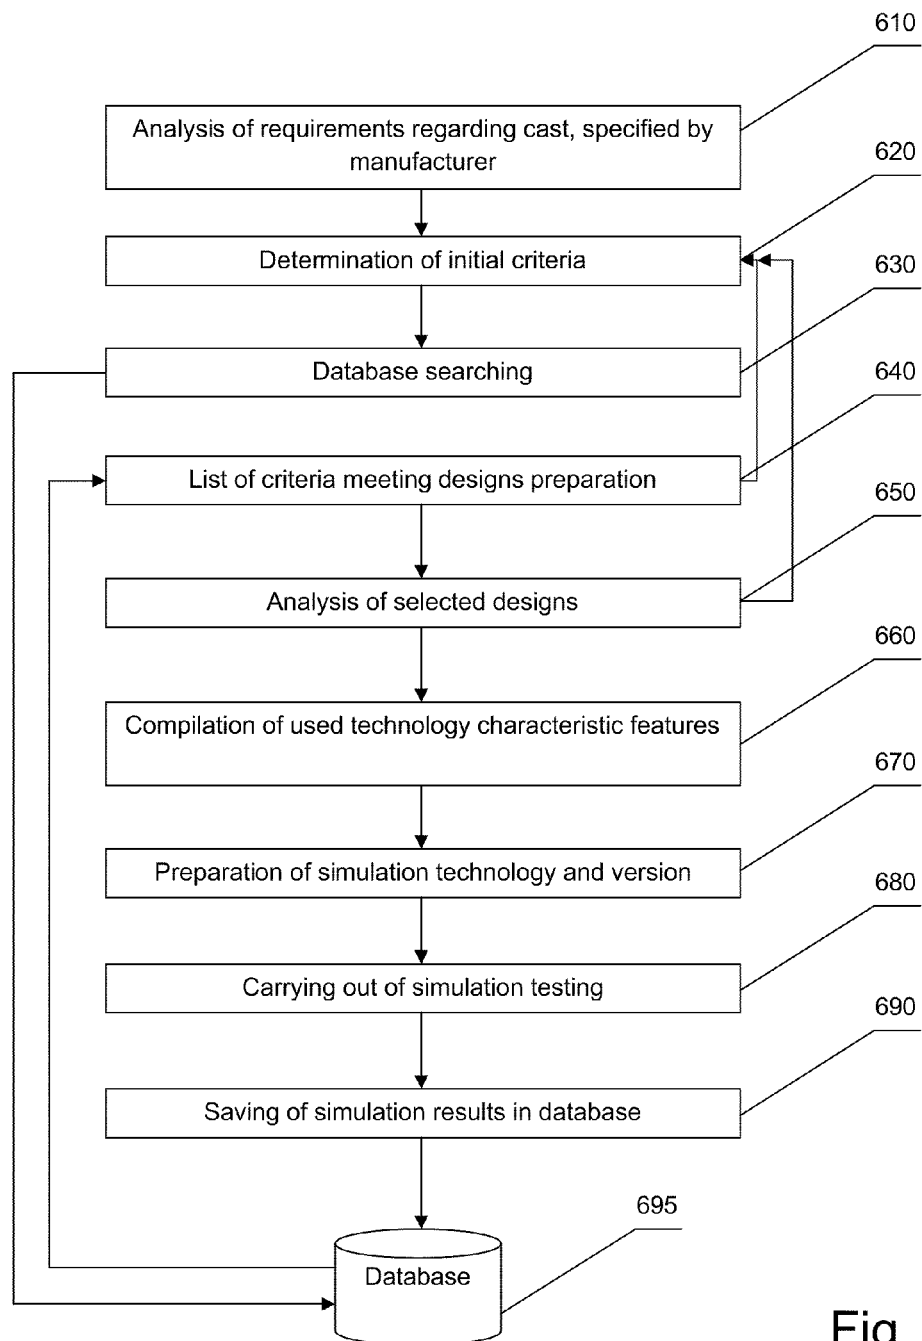 610
Analysis of requirements regarding cast, specified by
manufacturer
620
Determination of initial criteria
630
Database searching
640
List of criteria meeting designs preparation
650
Analysis of selected designs
660
Compilation of used technology characteristic features
670
Preparation of simulation technology and version
680
Carrying out of simulation testing
690
Saving of simulation results in database
695
Database
Fig